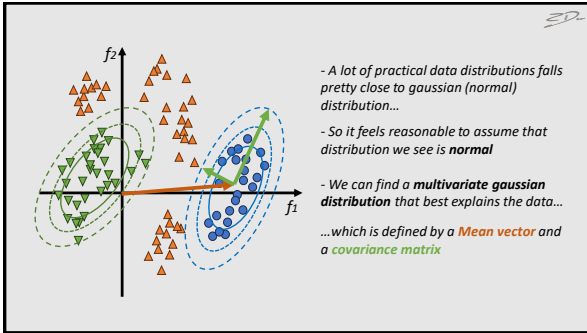 f2
- A lot of practical data distributions falls
pretty close to gaussian (normal)
distribution…
- So it feels reasonable to assume that
distribution we see is normal
- We can find a multivariate gaussian
distribution that best explains the data…
f1
…which is defined by a Mean vector and
a covariance matrix